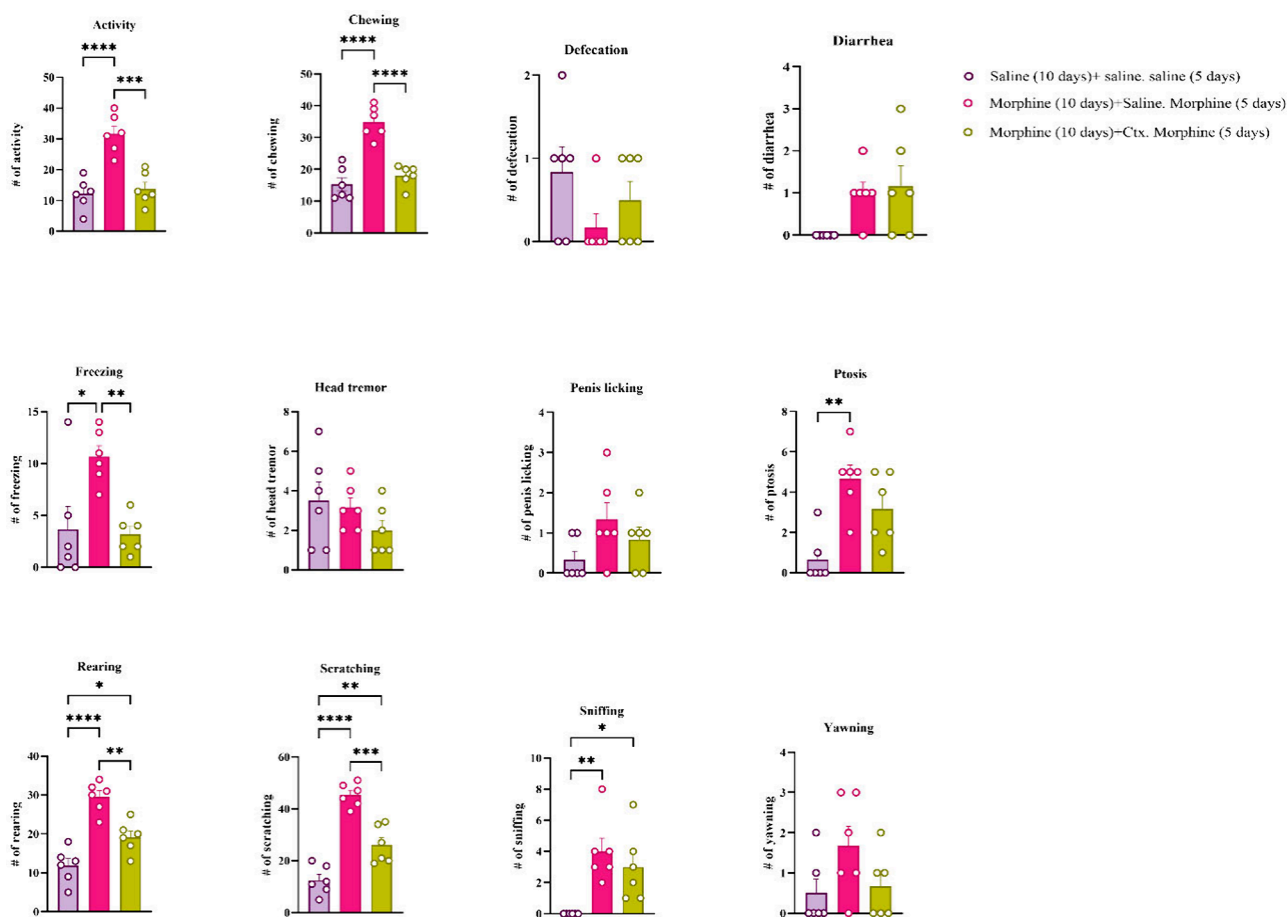 Activity
**** 
***
50
40
30
20
10
0
# of activity
Chewing
****
****
50
40
30
20
10
0
# of chewing
Defecation
2
1
0
# of defecation
Diarrhea
4
3
2
1
0
# of diarrhea
Saline (10 days)+ saline. saline (5 days)
Morphine (10 days)+Saline. Morphine (5 days)
Morphine (10 days)+Ctx. Morphine (5 days)
Freezing
* **
15
10
5
0
# of freezing
Head tremor
8
6
4
2
0
# of head tremor
Penis licking
4
3
2
1
0
# of penis licking
Ptosis
**
8
6
4
2
0
# of ptosis
Rearing
*
****
**
40
30
20
10
0
# of rearing
Scratching
**
****
***
60
40
20
0
# of scratching
Sniffing
*
**
10
8
6
4
2
0
# of sniffing
Yawning
4
3
2
1
0
# of yawning